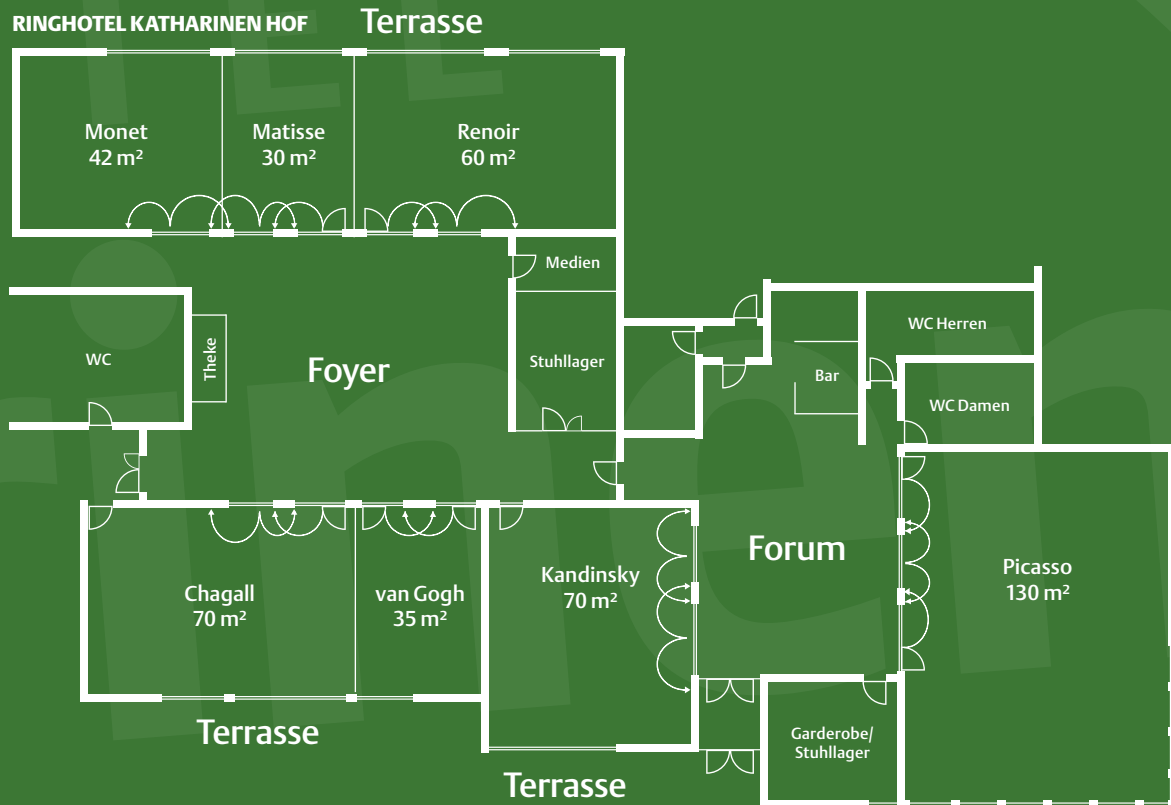 RINGHOTEL KATHARINEN HOF
Terrasse
Monet
42 m²
Matisse
30 m²
Renoir
60 m²
Medien
WC
Theke
Foyer
Stuhllager
Bar
WC Herren
WC Damen
Chagall
70 m²
van Gogh
35 m²
Kandinsky
70 m²
Forum
Picasso
130 m²
Terrasse
Garderobe/
Stuhllager
Terrasse